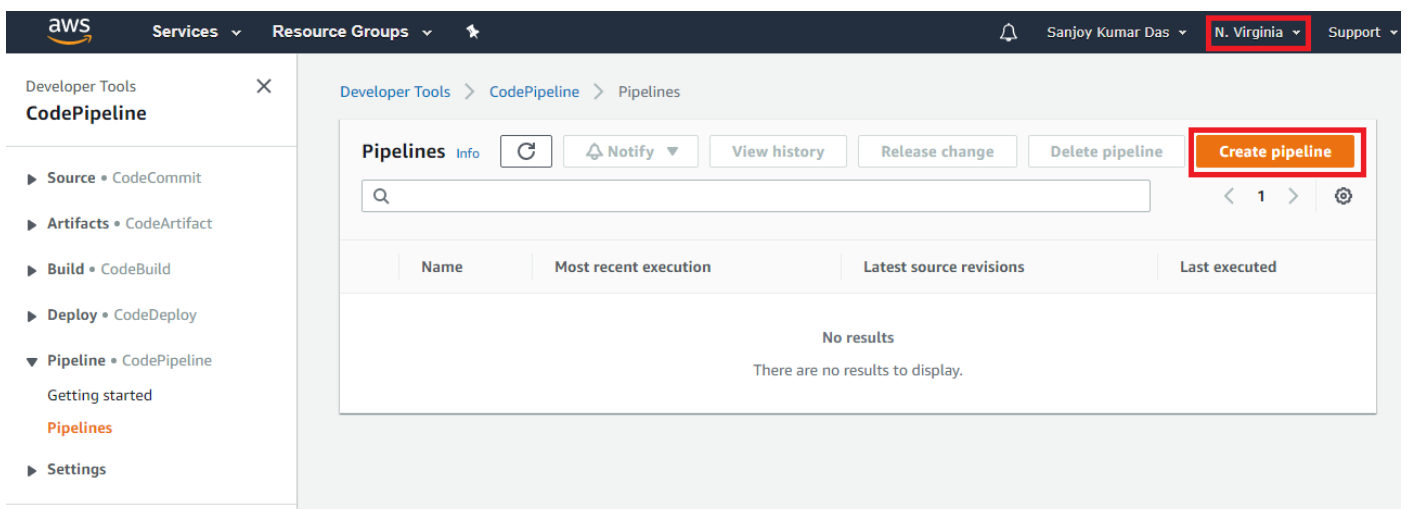 aws Services Resource Groups Sanjoy Kumar Das N. Virginia Support
Developer Tools
CodePipeline
Source • CodeCommit
Artifacts • CodeArtifact
Build • CodeBuild
Deploy • CodeDeploy
Pipeline • CodePipeline
Getting started
Pipelines
Settings
Developer Tools > CodePipeline > Pipelines
Pipelines Info Notify View history Release change Delete pipeline Create pipeline
< 1 >
Name Most recent execution Latest source revisions Last executed
No results
There are no results to display.